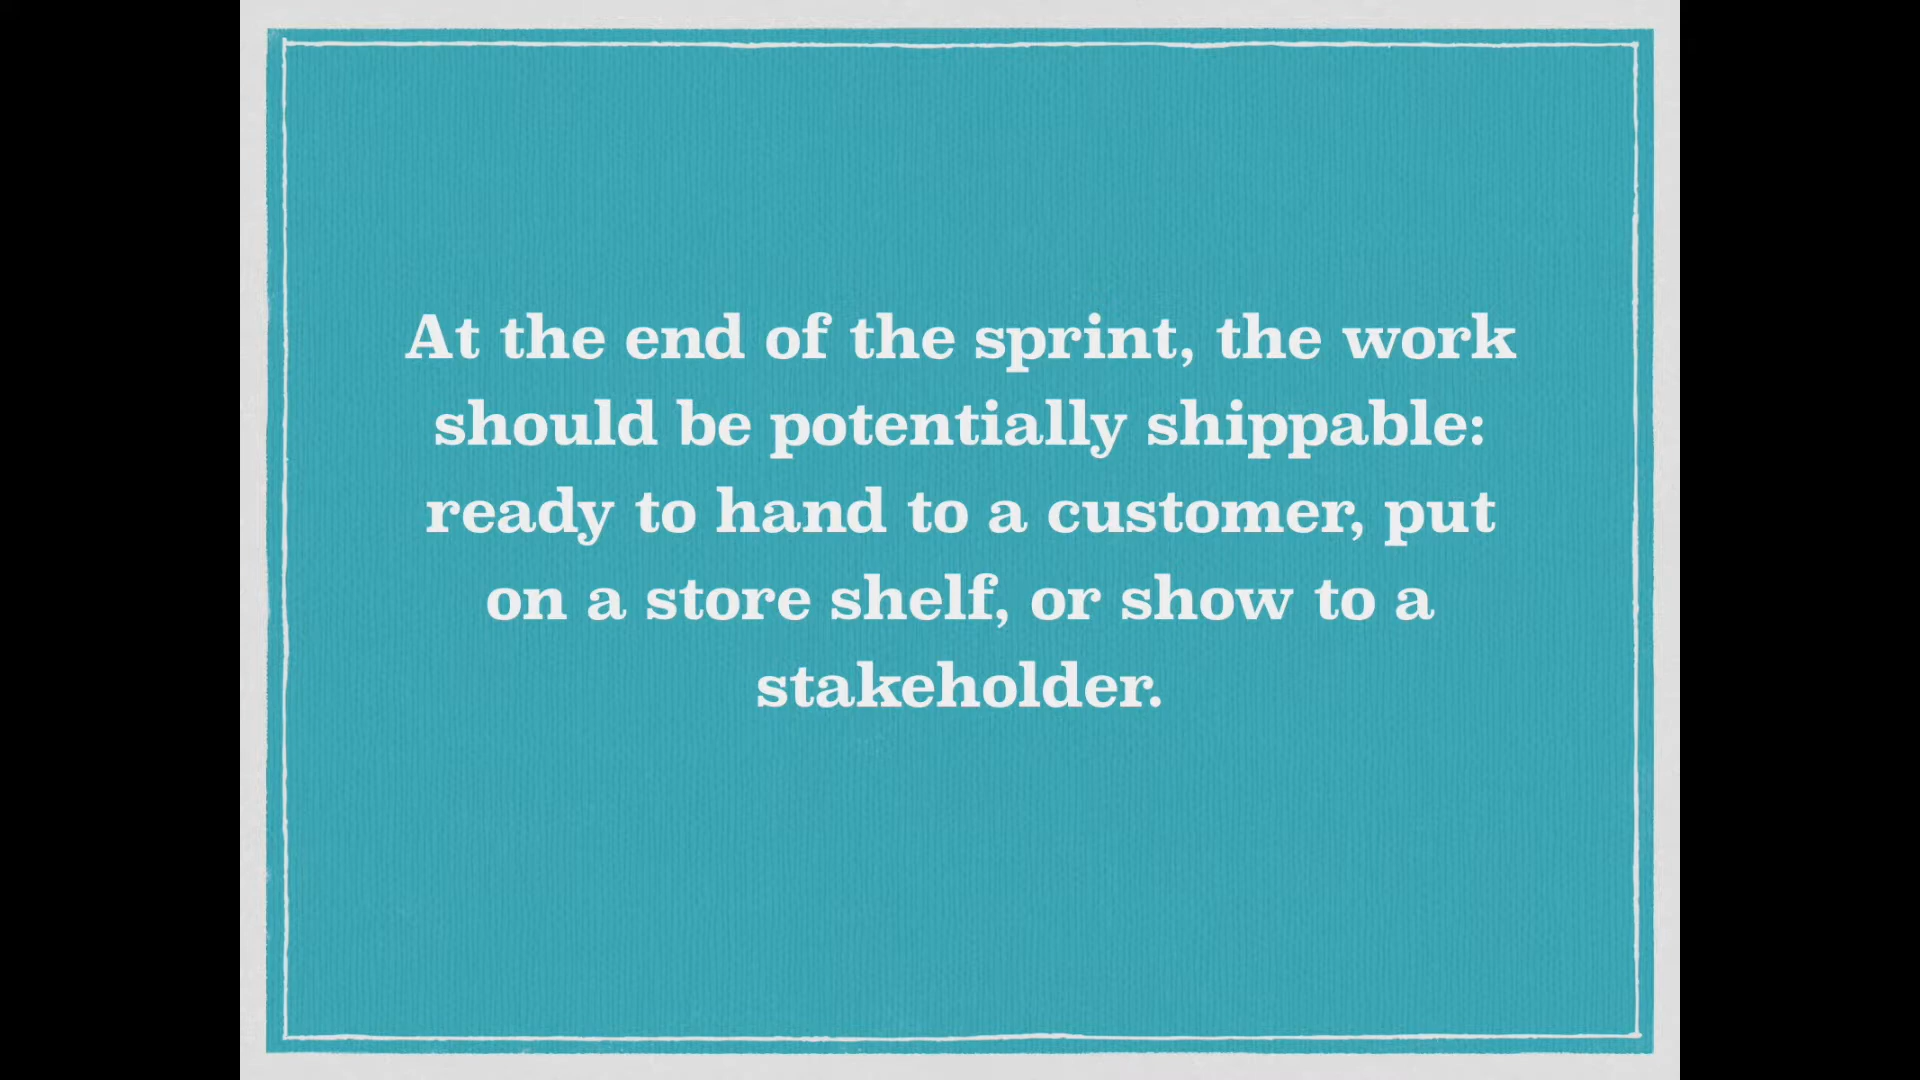 At the end of the sprint, the work
should be potentially shippable:
ready to hand to a customer, put
on a store shelf, or show to a
stakeholder.